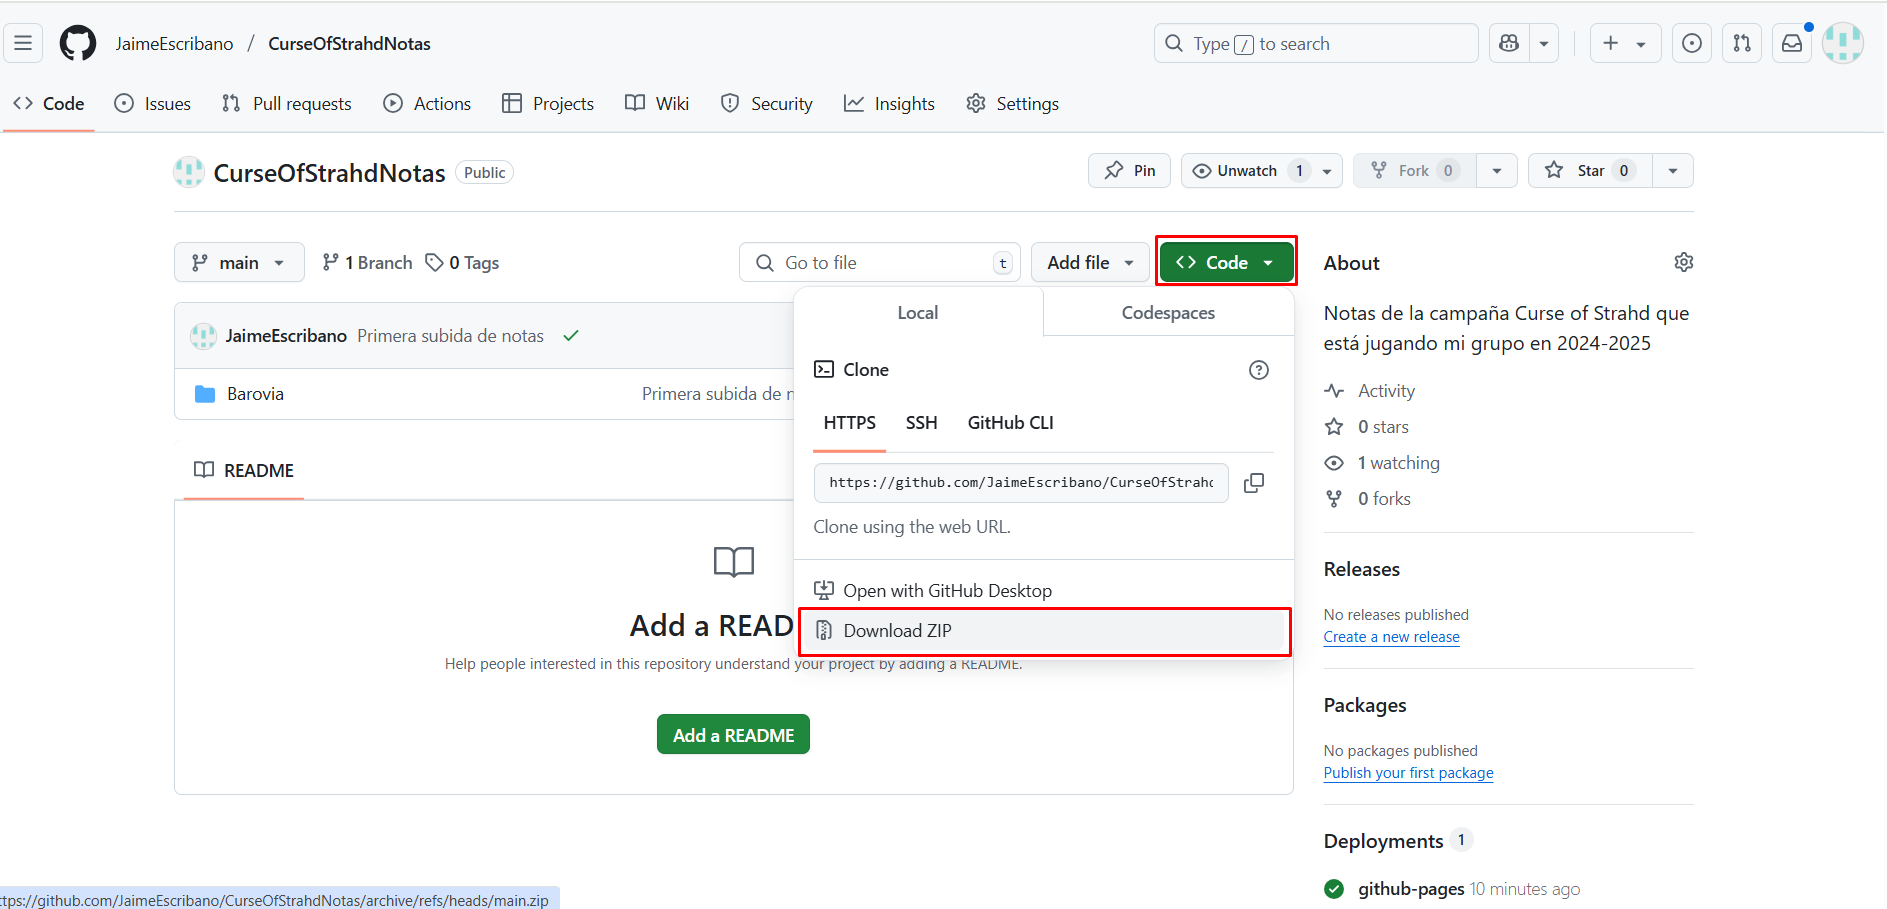 JaimeEscribano / CurseOfStrahdNotas
Type / to search
Code Issues Pull requests Actions Projects Wiki Security Insights Settings
CurseOfStrahdNotas Public
Pin Unwatch 1 Fork 0 Star 0
main 1 Branch 0 Tags
Go to file t Add file Code
JaimeEscribano Primera subida de notas
Barovia Primera subida de n
README
Add a READ
Help people interested in this repository understand your project by adding a README.
Add a README
Local Codespaces
Clone
HTTPS SSH GitHub CLI
https://github.com/JaimeEscribano/CurseOfStrahd
Clone using the web URL.
Open with GitHub Desktop
Download ZIP
About
Notas de la campaña Curse of Strahd que
está jugando mi grupo en 2024-2025
Activity
0 stars
1 watching
0 forks
Releases
No releases published
Create a new release
Packages
No packages published
Publish your first package
Deployments 1
github-pages 10 minutes ago
ttps://github.com/JaimeEscribano/CurseOfStrahdNotas/archive/refs/heads/main.zip